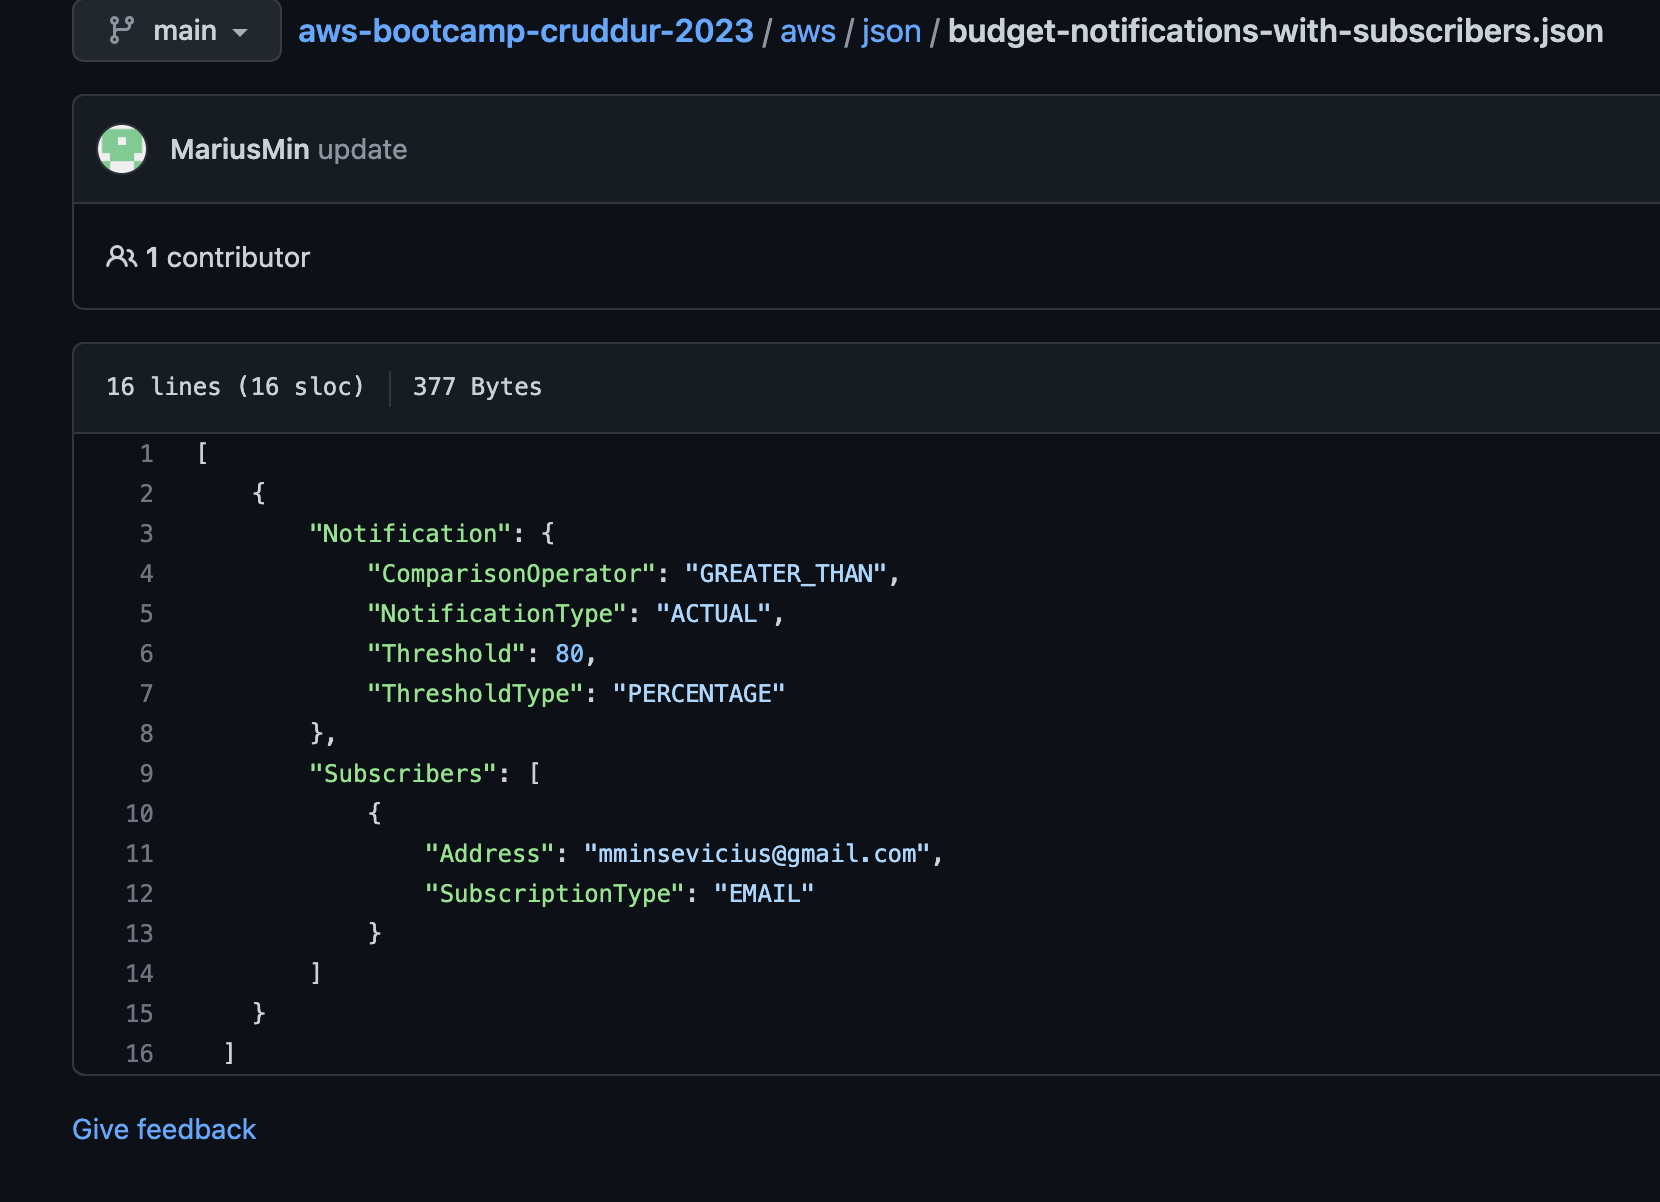 main aws-bootcamp-cruddur-2023 / aws / json / budget-notifications-with-subscribers.json
MariusMin update
1 contributor
16 lines (16 sloc) 377 Bytes
1 [
2 {
3 "Notification": {
4 "ComparisonOperator": "GREATER_THAN",
5 "NotificationType": "ACTUAL",
6 "Threshold": 80,
7 "ThresholdType": "PERCENTAGE"
8 },
9 "Subscribers": [
10 {
11 "Address": "mminsevicius@gmail.com",
12 "SubscriptionType": "EMAIL"
13 }
14 ]
15 }
16 ]
Give feedback